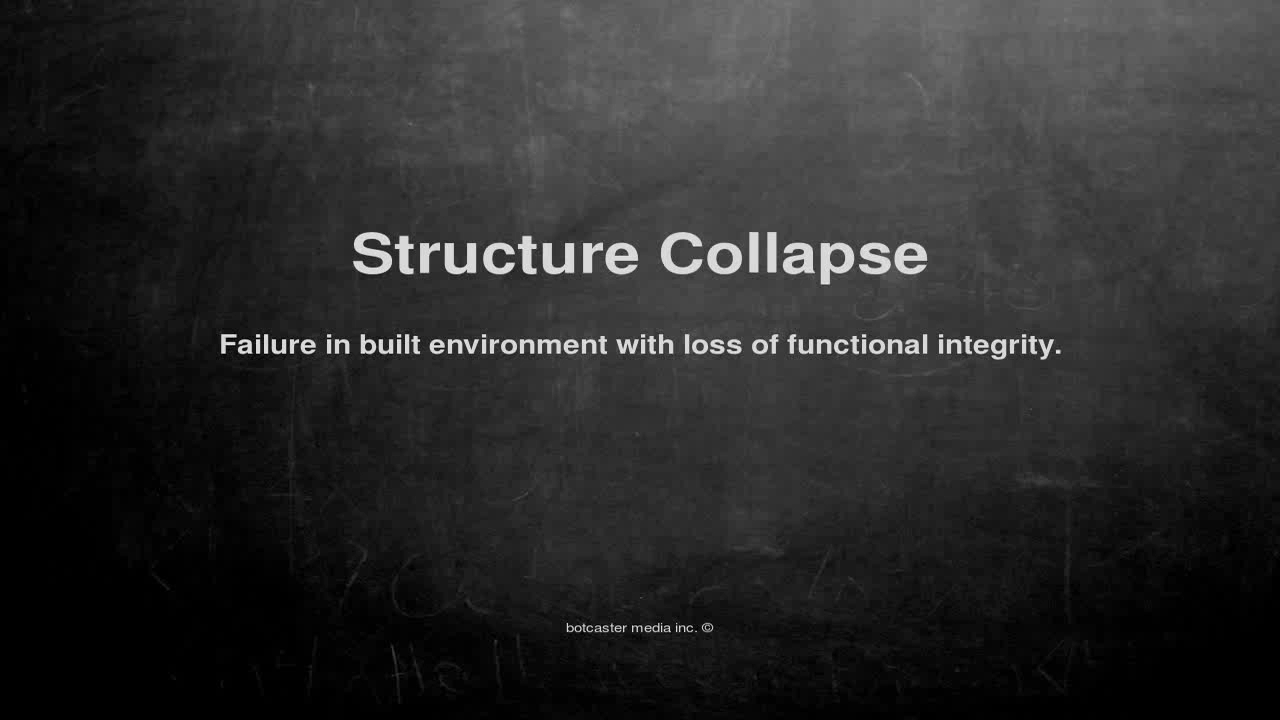 Structure Collapse
Failure in built environment with loss of functional integrity.
botcaster media inc. ©